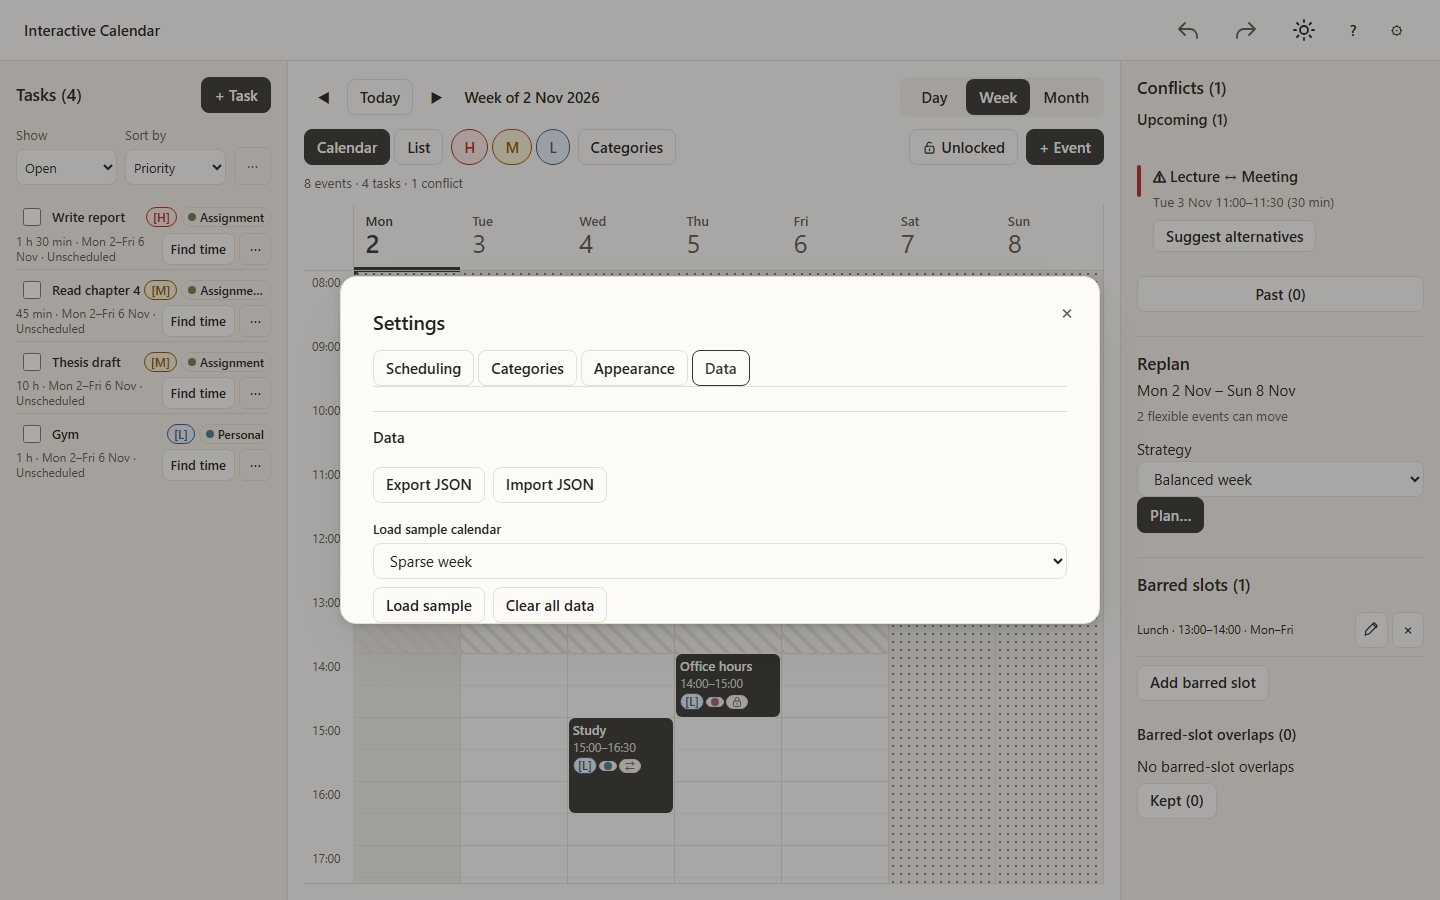 Interactive Calendar
?
Tasks (4)
+ Task
Show
Sort by
Open
Priority
...
Write report
[H]
Assignment
1 h 30 min · Mon 2–Fri 6
Nov · Unscheduled
Find time
...
Read chapter 4
[M]
Assignme...
45 min · Mon 2–Fri 6 Nov ·
Unscheduled
Find time
...
Thesis draft
[M]
Assignment
10 h · Mon 2–Fri 6 Nov ·
Unscheduled
Find time
...
Gym
[L]
Personal
1 h · Mon 2–Fri 6 Nov ·
Unscheduled
Find time
...
◀
Today
▶
Week of 2 Nov 2026
Day
Week
Month
Calendar
List
H
M
L
Categories
Unlocked
+ Event
8 events · 4 tasks · 1 conflict
Mon
2
Tue
3
Wed
4
Thu
5
Fri
6
Sat
7
Sun
8
08:00
09:00
10:00
11:00
12:00
13:00
14:00
15:00
16:00
17:00
Settings
×
Scheduling
Categories
Appearance
Data
Data
Export JSON
Import JSON
Load sample calendar
Sparse week
Load sample
Clear all data
Office hours
14:00–15:00
[L]
Study
15:00–16:30
[L]
Conflicts (1)
Upcoming (1)
⚠ Lecture ↔ Meeting
Tue 3 Nov 11:00–11:30 (30 min)
Suggest alternatives
Past (0)
Replan
Mon 2 Nov – Sun 8 Nov
2 flexible events can move
Strategy
Balanced week
Plan...
Barred slots (1)
Lunch · 13:00–14:00 · Mon–Fri
×
Add barred slot
Barred-slot overlaps (0)
No barred-slot overlaps
Kept (0)